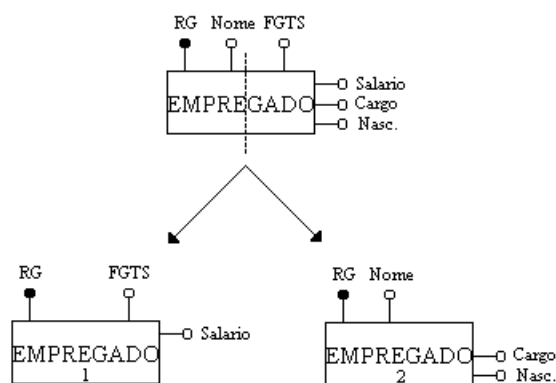 RG Nome FGTS
Salario
EMPREGADO Cargo
Nasc.
RG FGTS
Salario
EMPREGADO
1
RG Nome
EMPREGADO Cargo
2 Nasc.